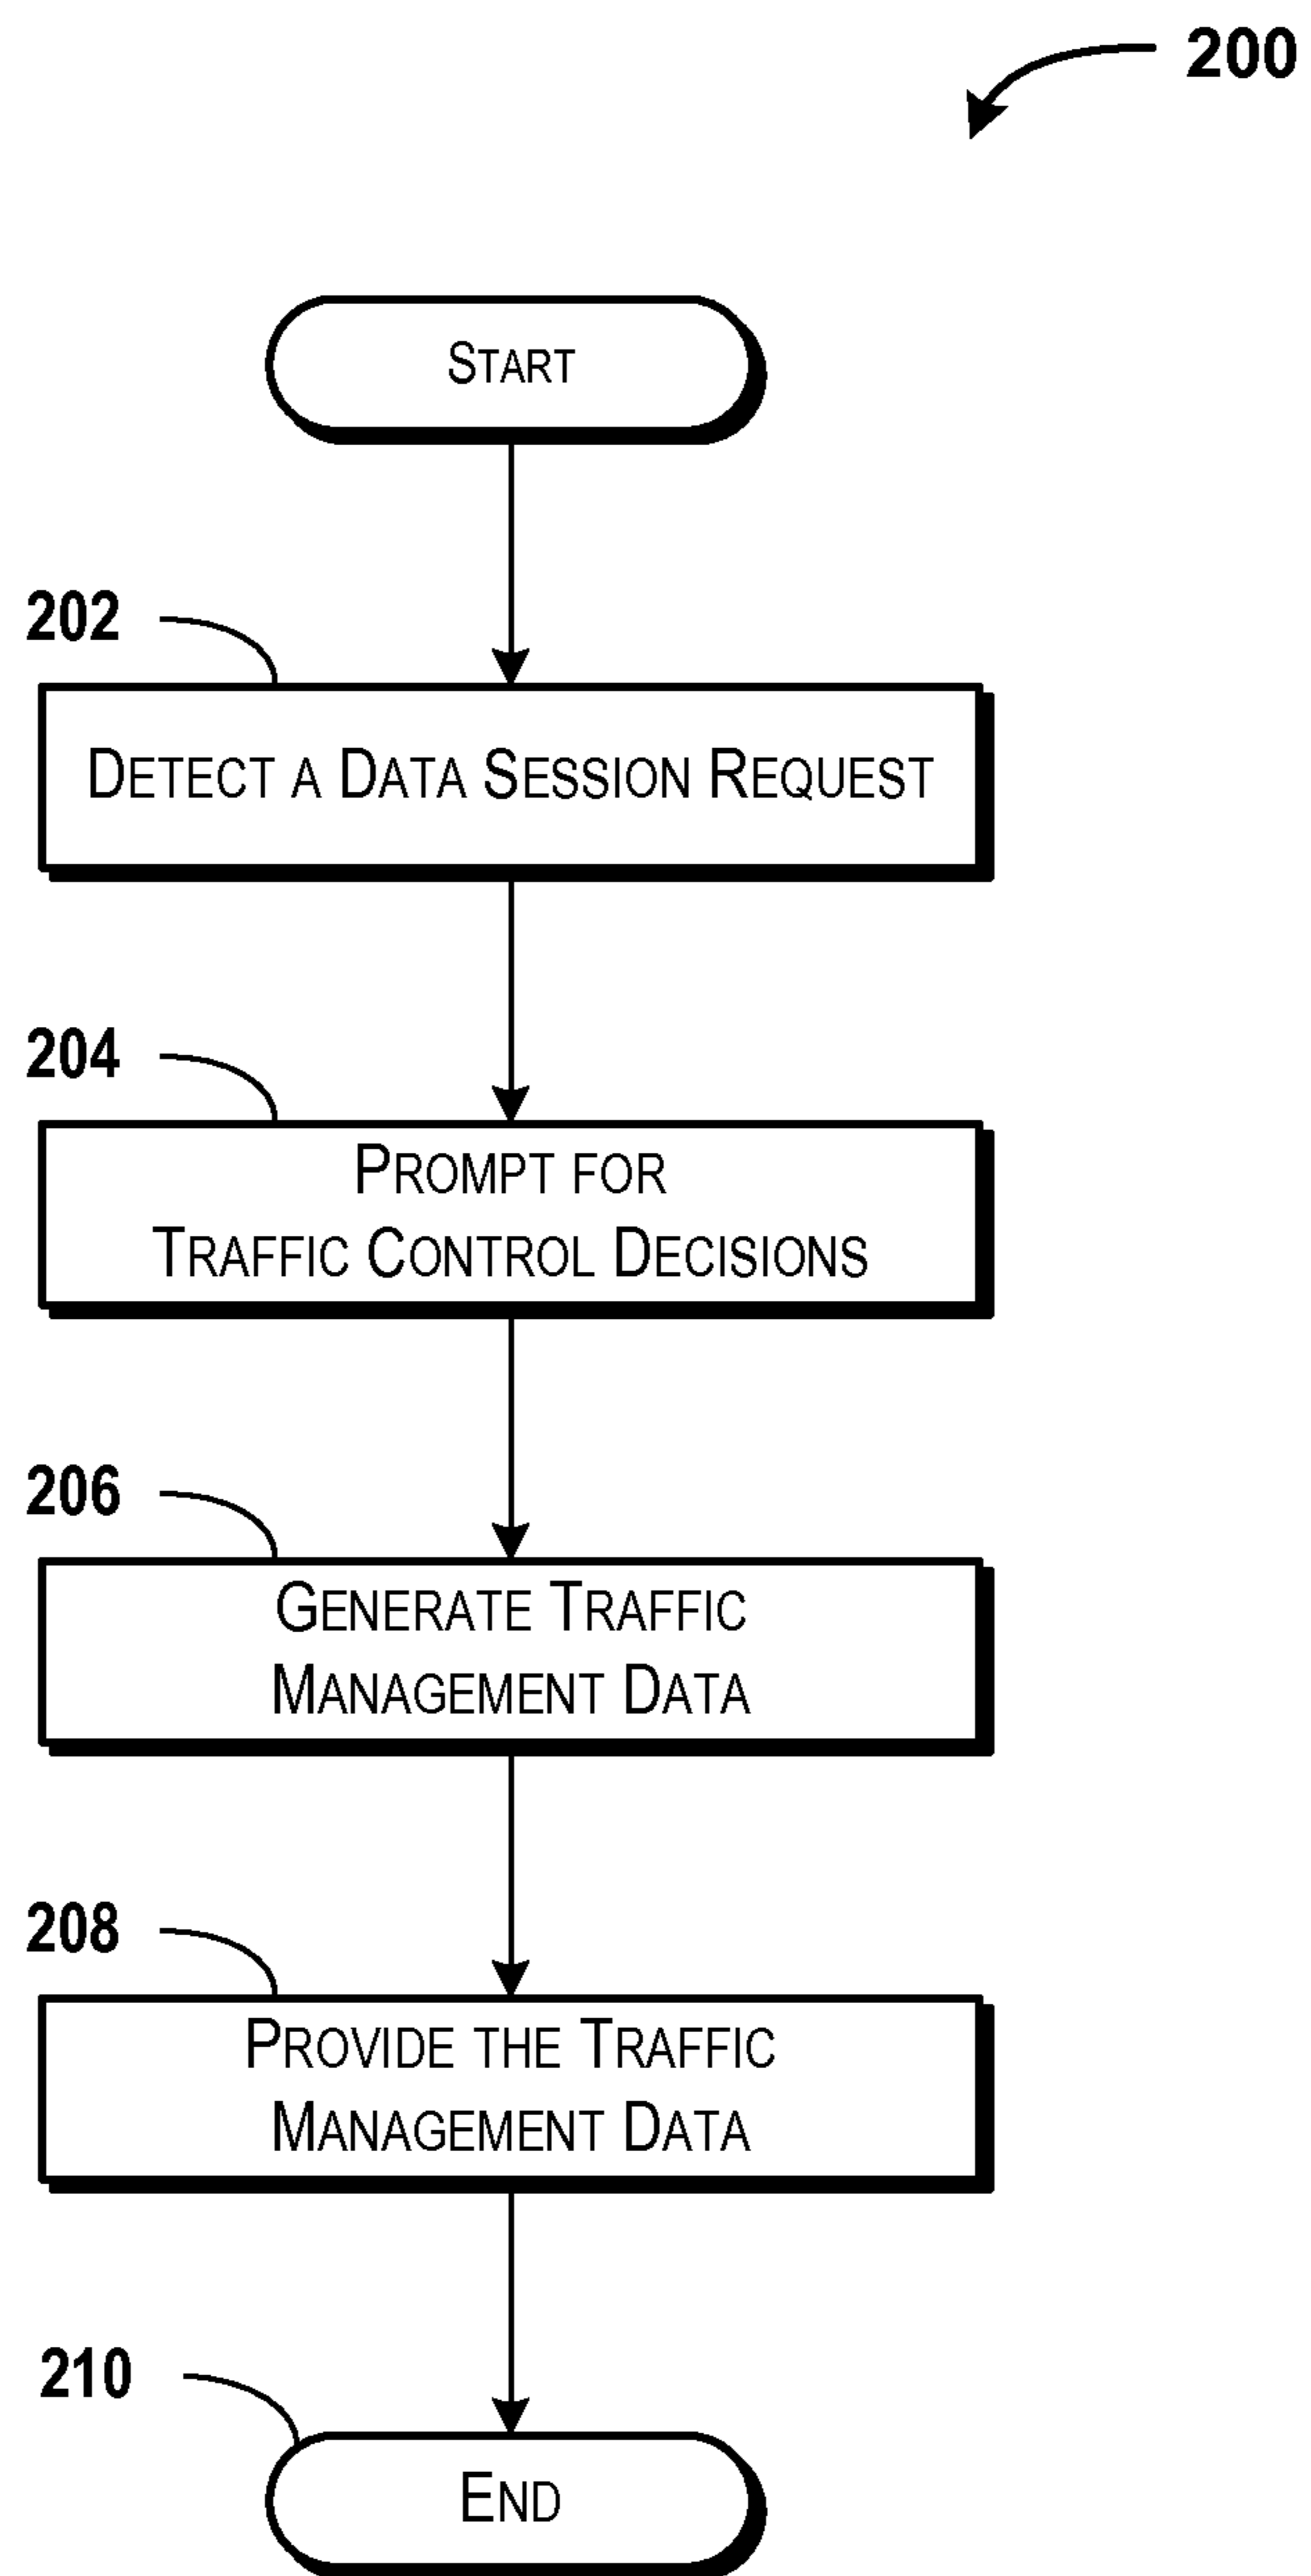 200
START
202
DETECT A DATA SESSION REQUEST
204
PROMPT FOR
TRAFFIC CONTROL DECISIONS
206
GENERATE TRAFFIC
MANAGEMENT DATA
208
PROVIDE THE TRAFFIC
MANAGEMENT DATA
210
END